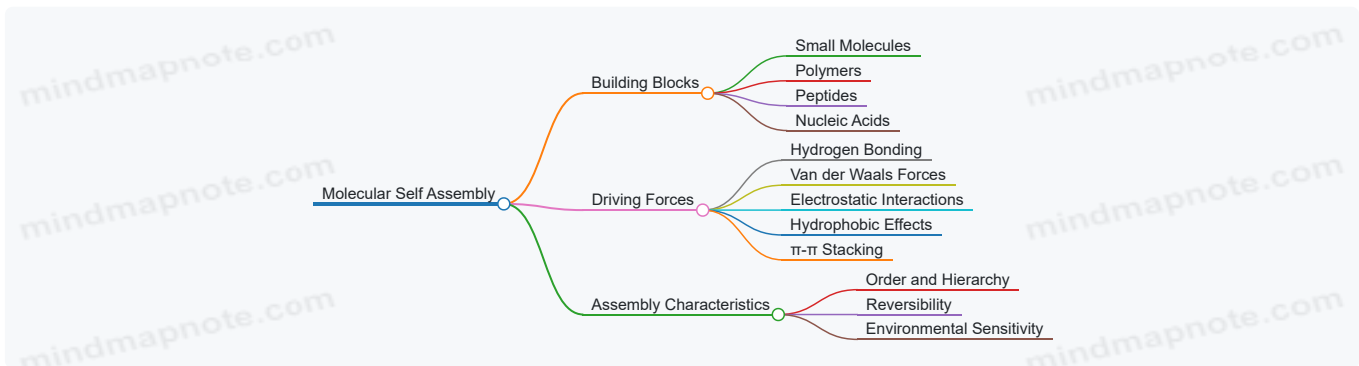 mindmapnote.com
mindmapnote.com
Small Molecules
Polymers
Building Blocks
Peptides
Nucleic Acids
Hydrogen Bonding
mindmapnote.com
mindmapnote.com
Van der Waals Forces
Molecular Self Assembly
Driving Forces
Electrostatic Interactions
Hydrophobic Effects
π-π Stacking
Order and Hierarchy
Assembly Characteristics
Reversibility
Environmental Sensitivity
mindmapnote.com
mindmapnote.com